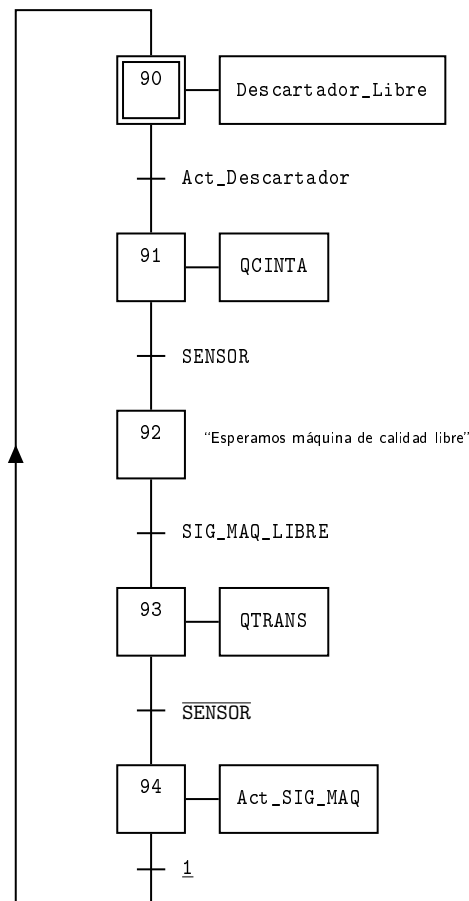 90
Descartador_Libre
Act_Descartador
91
QCINTA
SENSOR
92
“Esperamos máquina de calidad libre”
SIG_MAQ_LIBRE
93
QTRANS
SENSOR
94
Act_SIG_MAQ
1